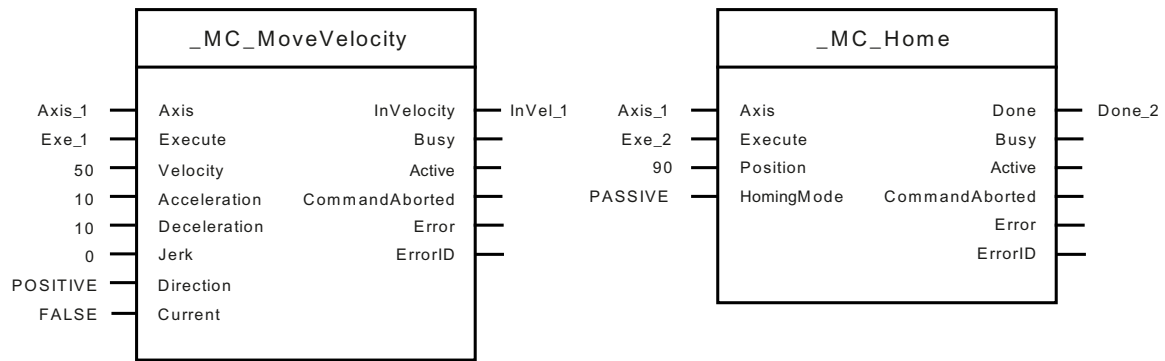 _MC_MoveVelocity
Axis_1 Axis InVelocity InVel_1
Exe_1 Execute Busy
50 Velocity Active
10 Acceleration CommandAborted
10 Deceleration Error
0 Jerk ErrorID
POSITIVE Direction
FALSE Current
_MC_Home
Axis_1 Axis Done Done_2
Exe_2 Execute Busy
90 Position Active
PASSIVE HomingMode CommandAborted
Error
ErrorID